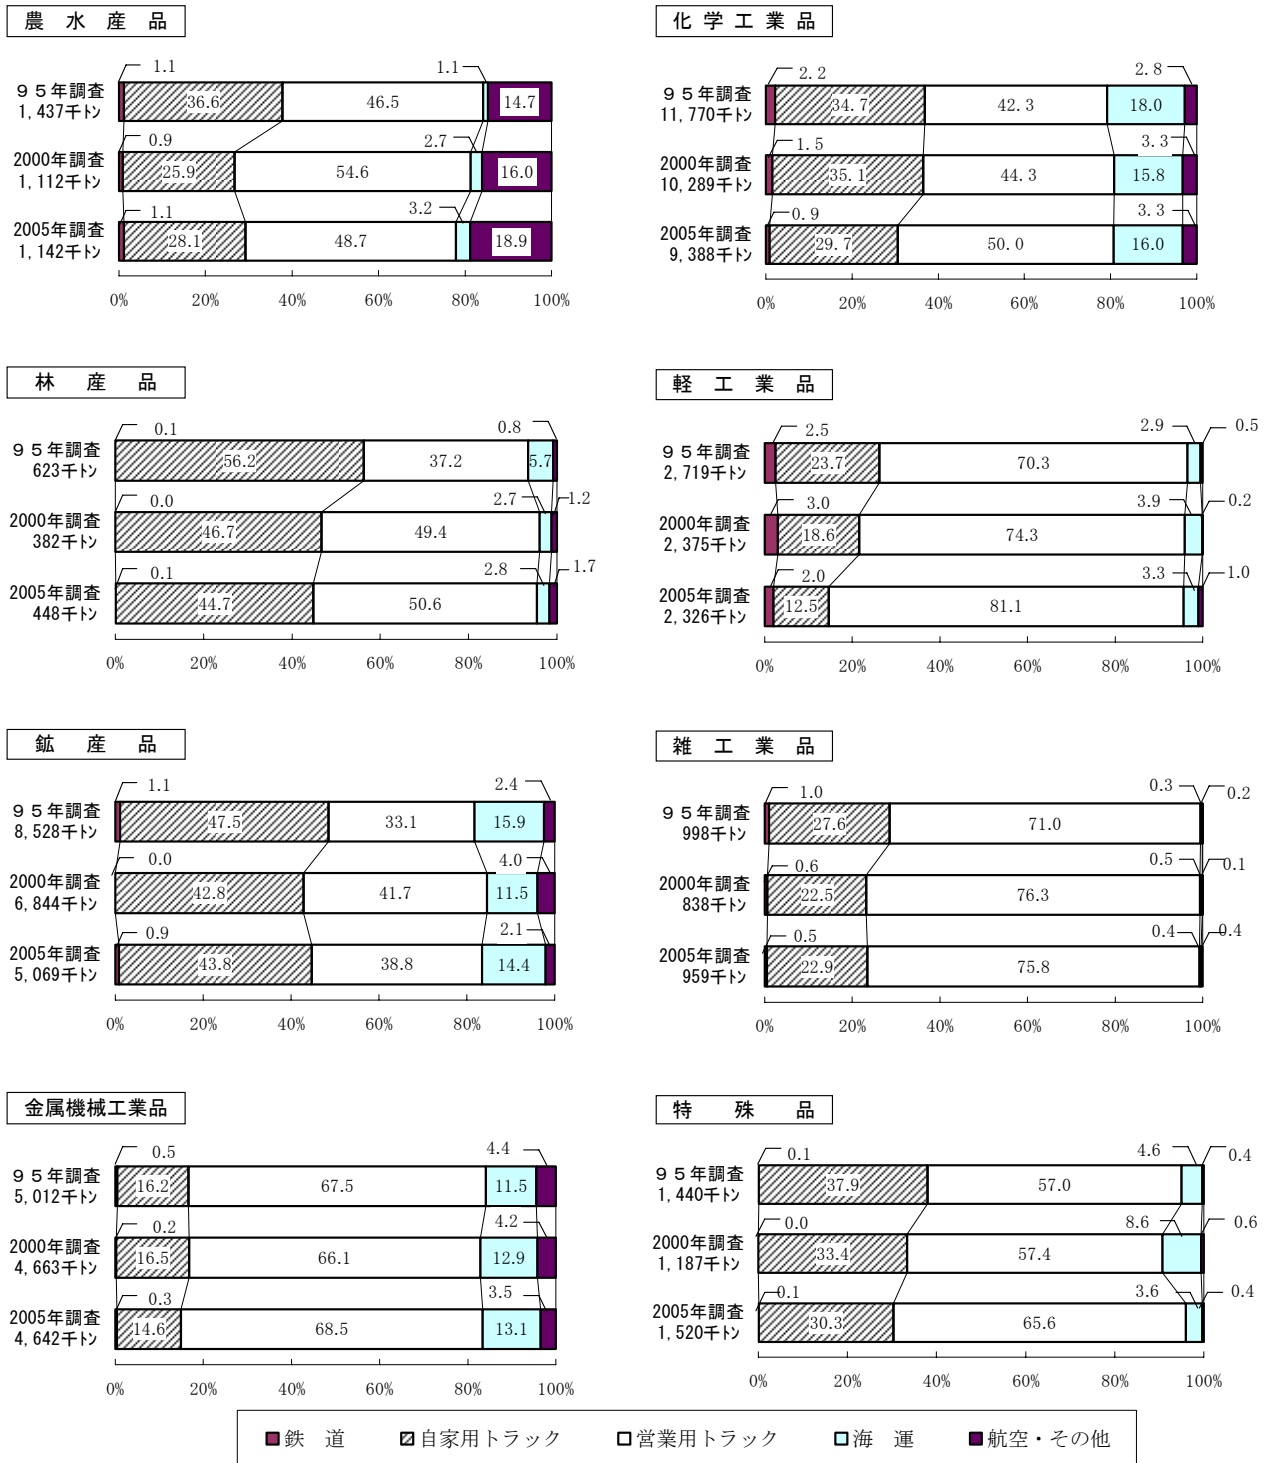 農 水 産 品
1.1
1.1
９５年調査
36.6
46.5
14.7
1,437千トン
0.9
2.7
2000年調査
25.9
54.6
16.0
1,112千トン
1.1
3.2
2005年調査
28.1
48.7
18.9
1,142千トン
0% 20% 40% 60% 80% 100%
化 学 工 業 品
2.2
2.8
９５年調査
34.7
42.3
18.0
11,770千トン
1.5
3.3
2000年調査
35.1
44.3
15.8
10,289千トン
0.9
3.3
2005年調査
29.7
50.0
16.0
9,388千トン
0% 20% 40% 60% 80% 100%
林 産 品
0.1
0.8
９５年調査
56.2
37.2
5.7
623千トン
0.0
2.7
1.2
2000年調査
46.7
49.4
382千トン
0.1
2.8
1.7
2005年調査
44.7
50.6
448千トン
0% 20% 40% 60% 80% 100%
軽 工 業 品
2.5
2.9
0.5
９５年調査
23.7
70.3
2,719千トン
3.0
3.9
0.2
2000年調査
18.6
74.3
2,375千トン
2.0
3.3
1.0
2005年調査
12.5
81.1
2,326千トン
0% 20% 40% 60% 80% 100%
鉱 産 品
1.1
2.4
９５年調査
47.5
33.1
15.9
8,528千トン
0.0
4.0
2000年調査
42.8
41.7
11.5
6,844千トン
0.9
2.1
2005年調査
43.8
38.8
14.4
5,069千トン
0% 20% 40% 60% 80% 100%
雑 工 業 品
1.0
0.3
0.2
９５年調査
27.6
71.0
998千トン
0.6
0.5
0.1
2000年調査
22.5
76.3
838千トン
0.5
0.4
0.4
2005年調査
22.9
75.8
959千トン
0% 20% 40% 60% 80% 100%
金属機械工業品
0.5
4.4
９５年調査
16.2
67.5
11.5
5,012千トン
0.2
4.2
2000年調査
16.5
66.1
12.9
4,663千トン
0.3
3.5
2005年調査
14.6
68.5
13.1
4,642千トン
0% 20% 40% 60% 80% 100%
特 殊 品
0.1
4.6
0.4
９５年調査
37.9
57.0
1,440千トン
0.0
8.6
0.6
2000年調査
33.4
57.4
1,187千トン
0.1
3.6
0.4
2005年調査
30.3
65.6
1,520千トン
0% 20% 40% 60% 80% 100%
鉄 道 自家用トラック 営業用トラック 海 運 航空・その他